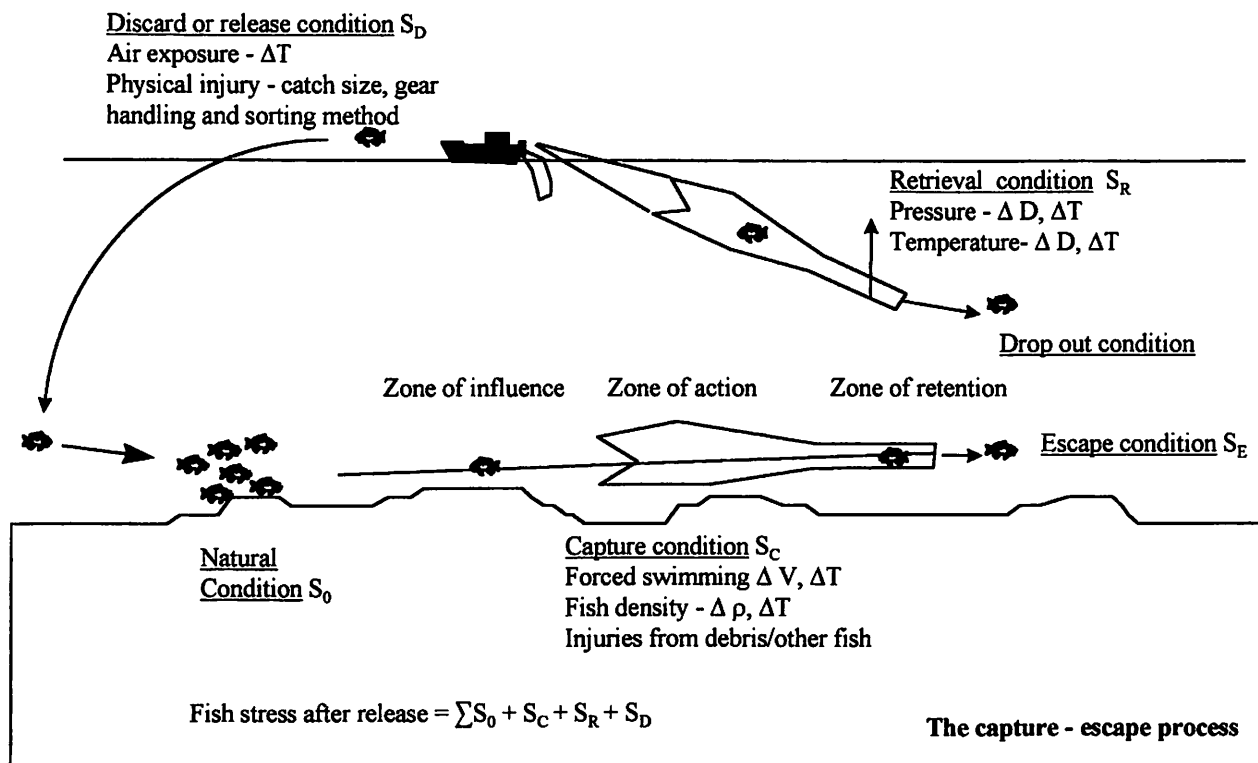 Discard or release condition S_D
Air exposure - ΔT
Physical injury - catch size, gear
handling and sorting method
Retrieval condition S_R
Pressure - Δ D, ΔT
Temperature- Δ D, ΔT
Drop out condition
Zone of influence
Zone of action
Zone of retention
Escape condition S_E
Natural
Condition S_0
Capture condition S_C
Forced swimming Δ V, ΔT
Fish density - Δ ρ, ΔT
Injuries from debris/other fish
Fish stress after release = ∑S_0 + S_C + S_R + S_D
The capture - escape process